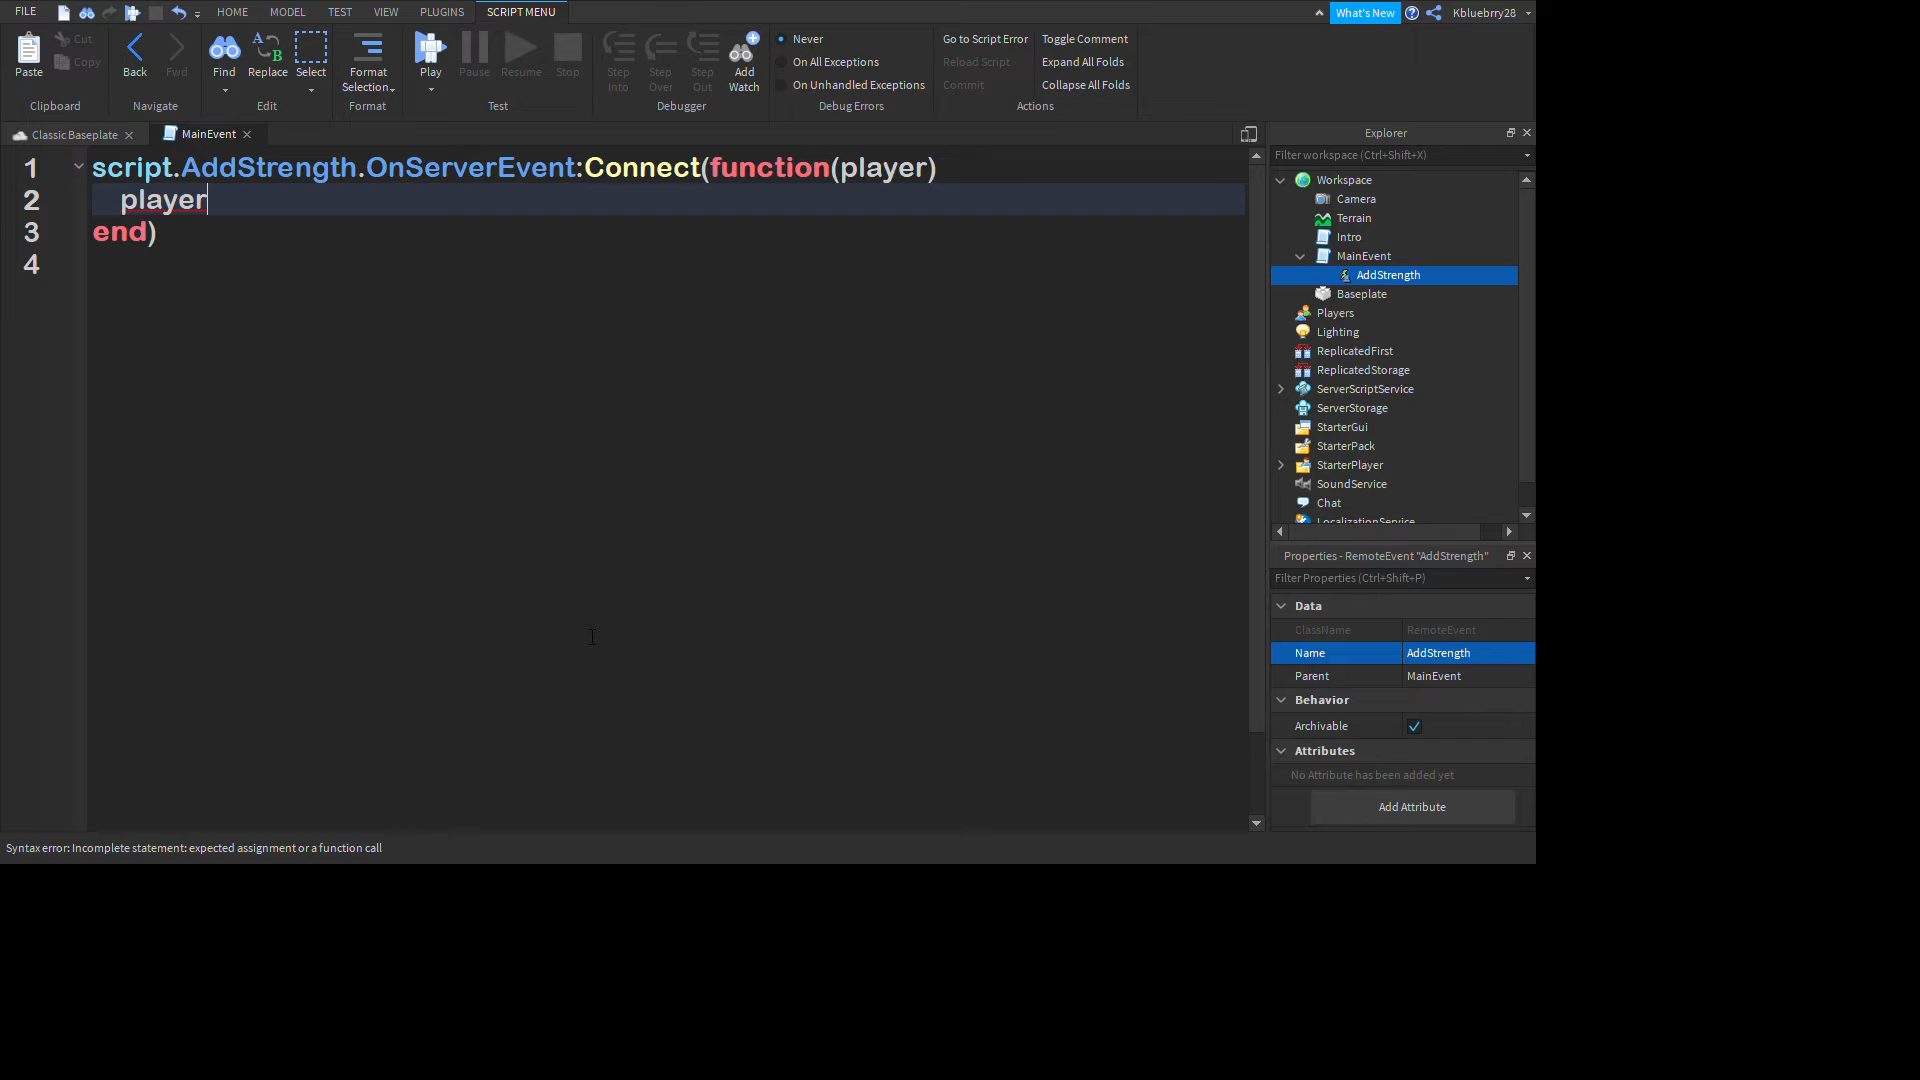 FILE HOME MODEL TEST VIEW PLUGINS SCRIPT MENU What's New Kbluebrry28
Paste Cut Copy Back Fwd Find Replace Select Format Selection Play Pause Resume Stop Step Into Step Over Step Out Add Watch
Never Go to Script Error Toggle Comment
On All Exceptions Reload Script Expand All Folds
On Unhandled Exceptions Commit Collapse All Folds
Clipboard Navigate Edit Format Test Debugger Debug Errors Actions
Classic Baseplate MainEvent
1 script.AddStrength.OnServerEvent:Connect(function(player)
2 player
3 end)
4
Explorer
Filter workspace (Ctrl+Shift+X)
Workspace
Camera
Terrain
Intro
MainEvent
AddStrength
Baseplate
Players
Lighting
ReplicatedFirst
ReplicatedStorage
ServerScriptService
ServerStorage
StarterGui
StarterPack
StarterPlayer
SoundService
Chat
LocalizationService
Properties - RemoteEvent "AddStrength"
Filter Properties (Ctrl+Shift+P)
Data
ClassName RemoteEvent
Name AddStrength
Parent MainEvent
Behavior
Archivable
Attributes
No Attribute has been added yet
Add Attribute
Syntax error: Incomplete statement: expected assignment or a function call